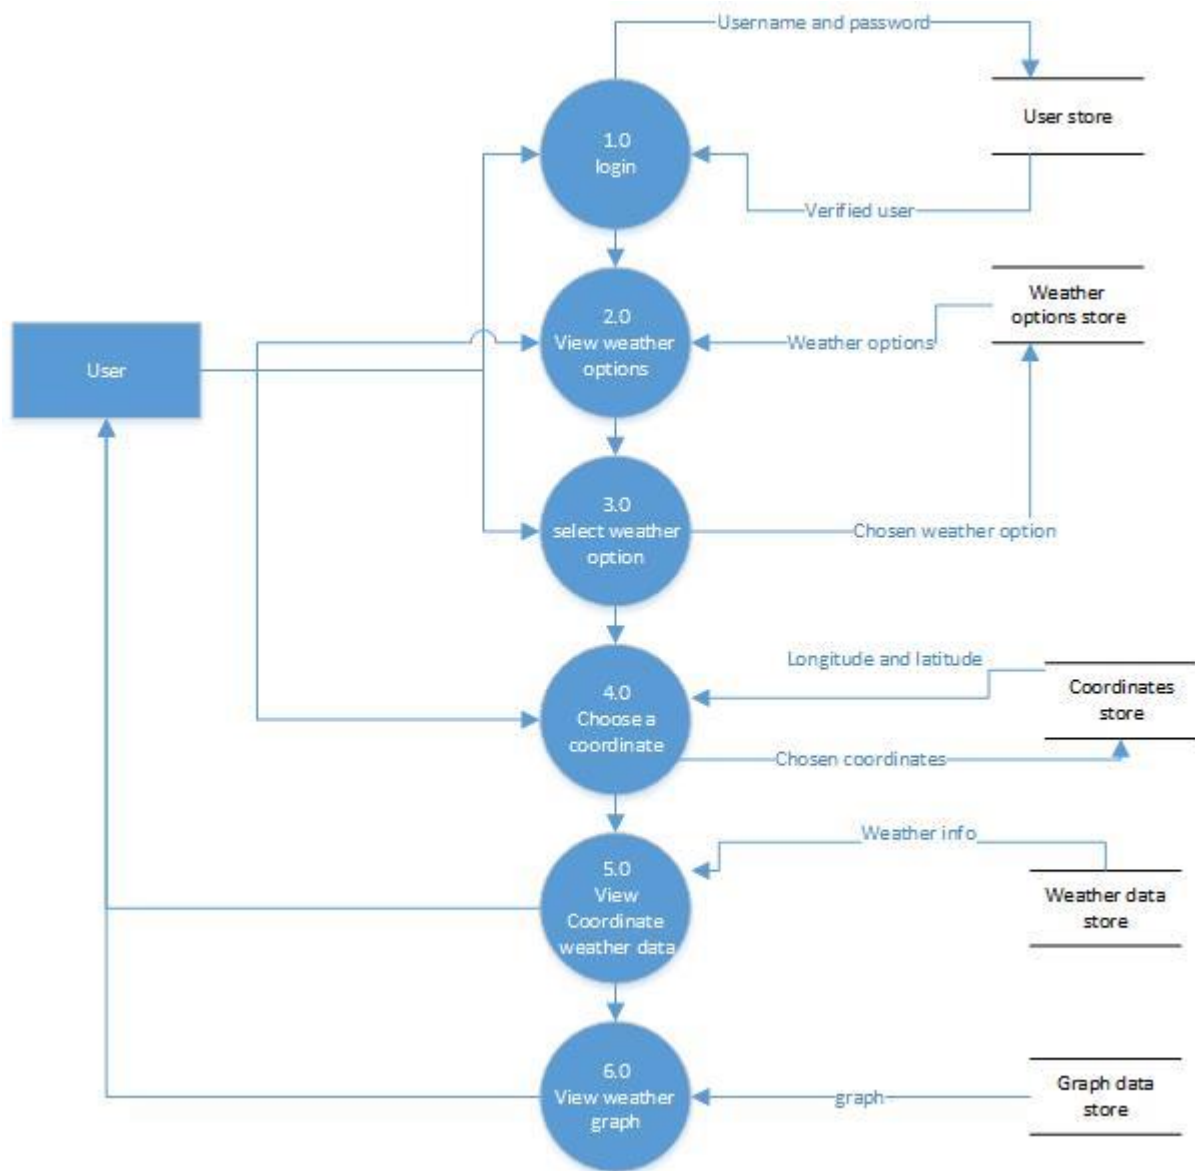 Username and password
1.0
login
User store
Verified user
Weather
options store
2.0
View weather
options
Weather options
User
3.0
select weather
option
Chosen weather option
Longitude and latitude
Coordinates
store
4.0
Choose a
coordinate
Chosen coordinates
Weather info
5.0
View
Coordinate
weather data
Weather data
store
6.0
View weather
graph
graph
Graph data
store